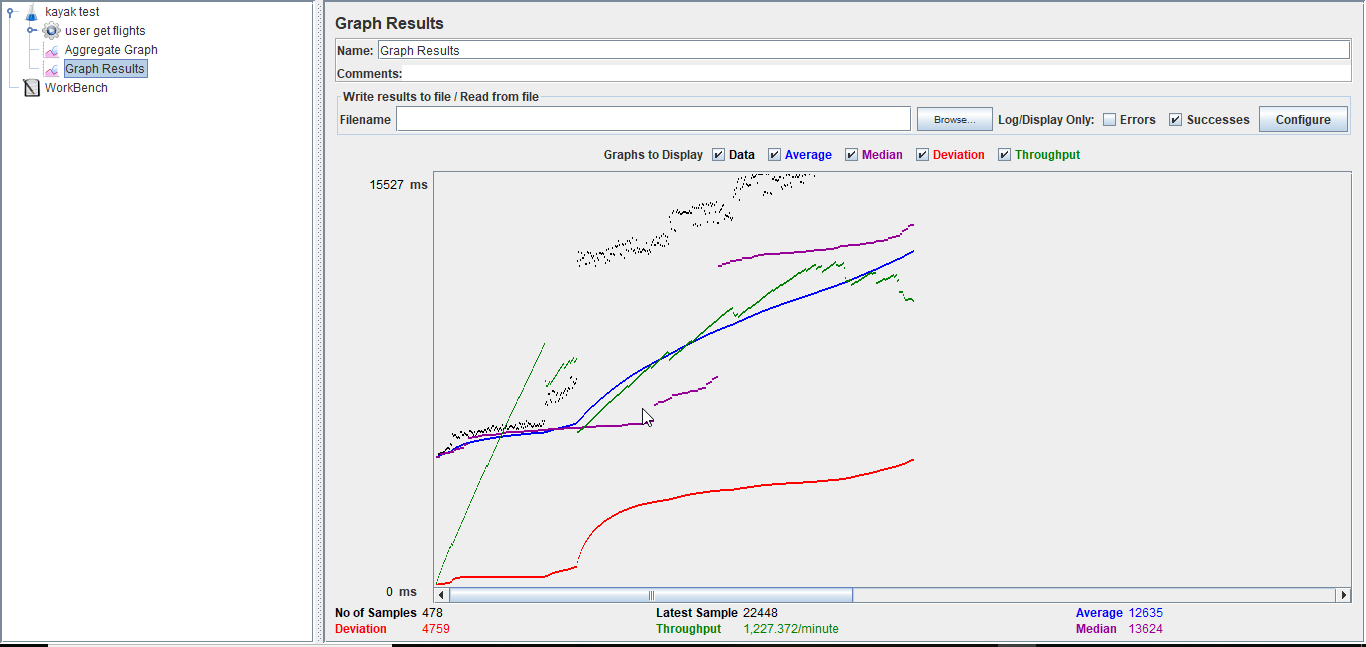 kayak test
user get flights
Aggregate Graph
Graph Results
WorkBench
Graph Results
Name: Graph Results
Comments:
Write results to file / Read from file
Filename Browse... Log/Display Only: Errors Successes Configure
Graphs to Display Data Average Median Deviation Throughput
15527 ms
0 ms
No of Samples 478 Latest Sample 22448 Average 12635
Deviation 4759 Throughput 1,227.372/minute Median 13624